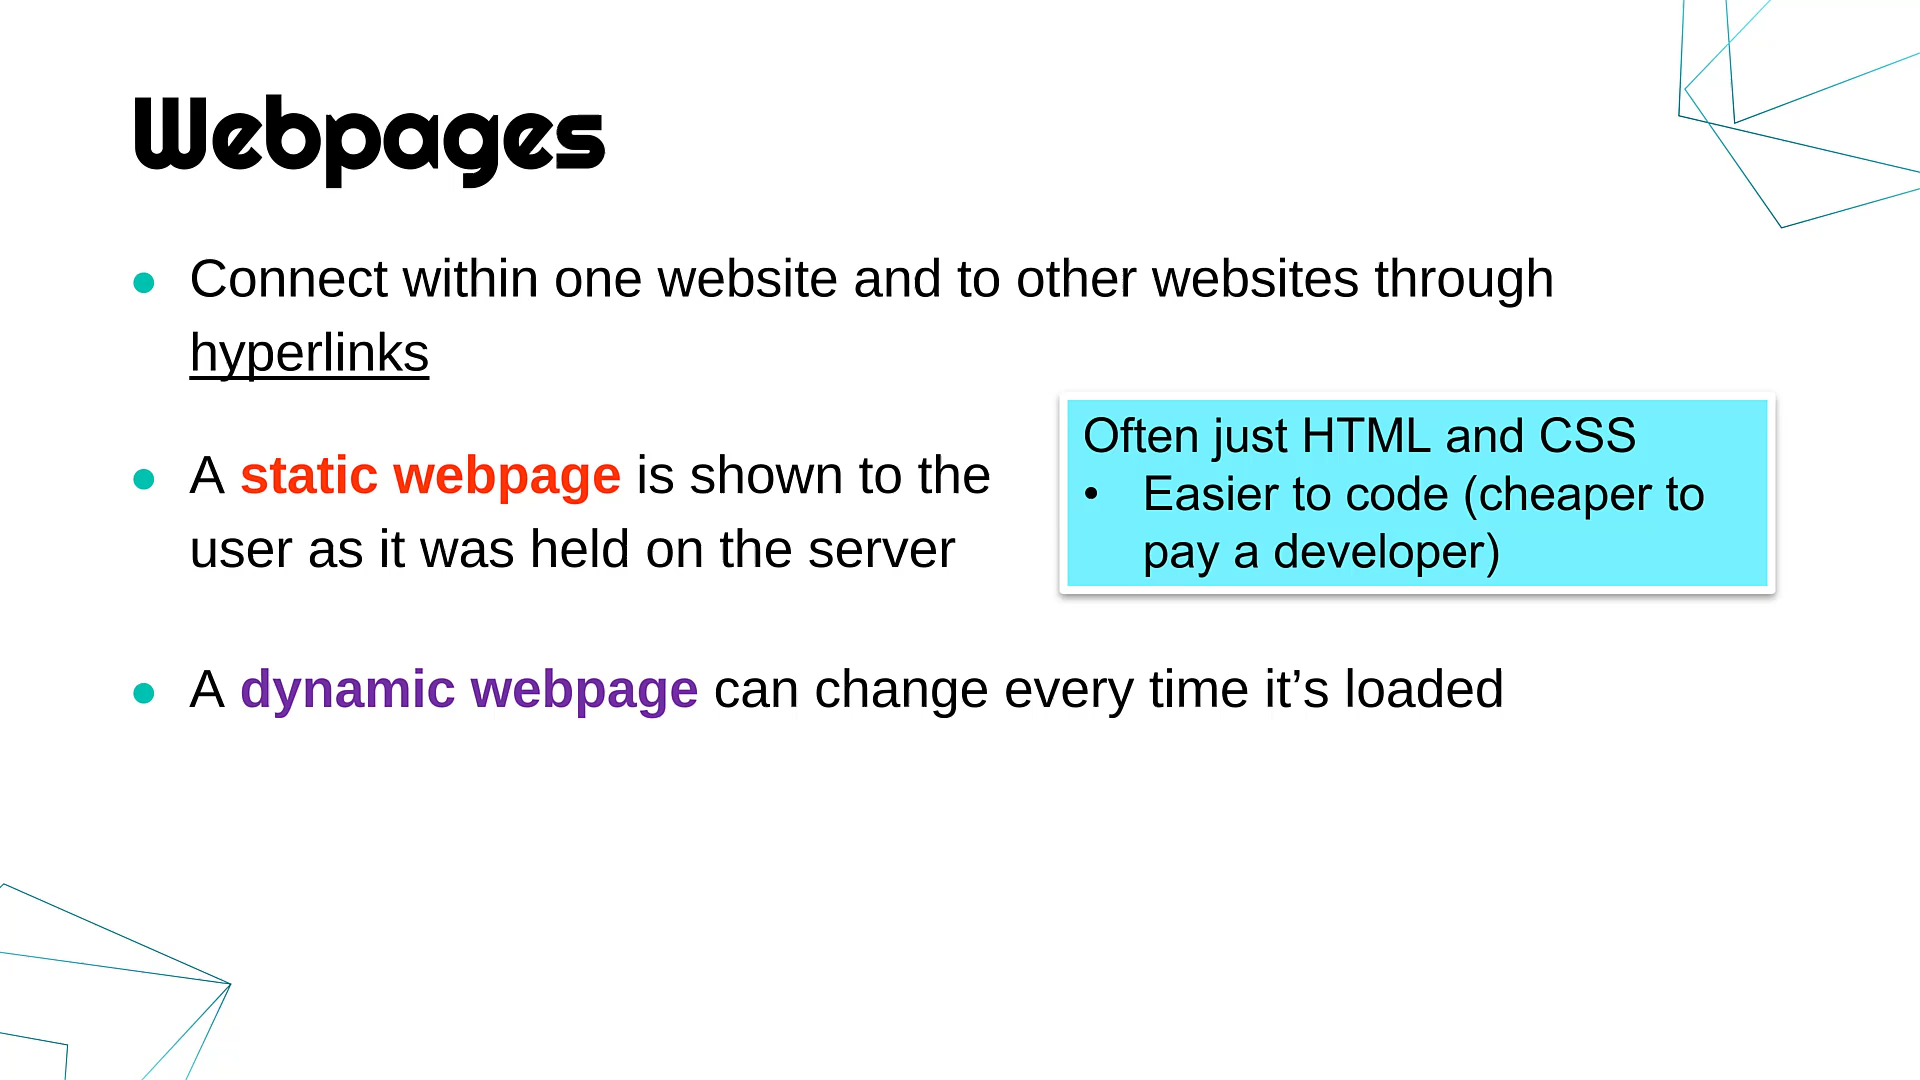 Webpages
● Connect within one website and to other websites through
hyperlinks
● A static webpage is shown to the
user as it was held on the server
Often just HTML and CSS
• Easier to code (cheaper to
pay a developer)
● A dynamic webpage can change every time it’s loaded